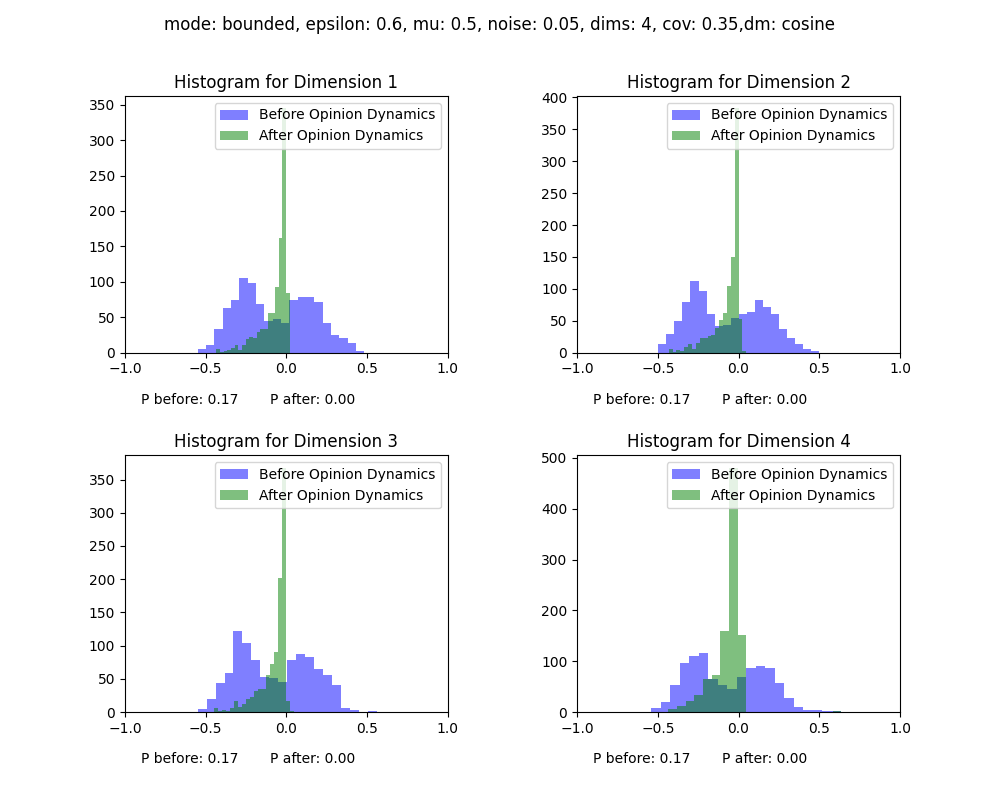 mode: bounded, epsilon: 0.6, mu: 0.5, noise: 0.05, dims: 4, cov: 0.35,dm: cosine
Histogram for Dimension 1
Before Opinion Dynamics
After Opinion Dynamics
350
300
250
200
150
100
50
0
−1.0 −0.5 0.0 0.5 1.0
P before: 0.17 P after: 0.00
Histogram for Dimension 2
Before Opinion Dynamics
After Opinion Dynamics
400
350
300
250
200
150
100
50
0
−1.0 −0.5 0.0 0.5 1.0
P before: 0.17 P after: 0.00
Histogram for Dimension 3
Before Opinion Dynamics
After Opinion Dynamics
350
300
250
200
150
100
50
0
−1.0 −0.5 0.0 0.5 1.0
P before: 0.17 P after: 0.00
Histogram for Dimension 4
Before Opinion Dynamics
After Opinion Dynamics
500
400
300
200
100
0
−1.0 −0.5 0.0 0.5 1.0
P before: 0.17 P after: 0.00